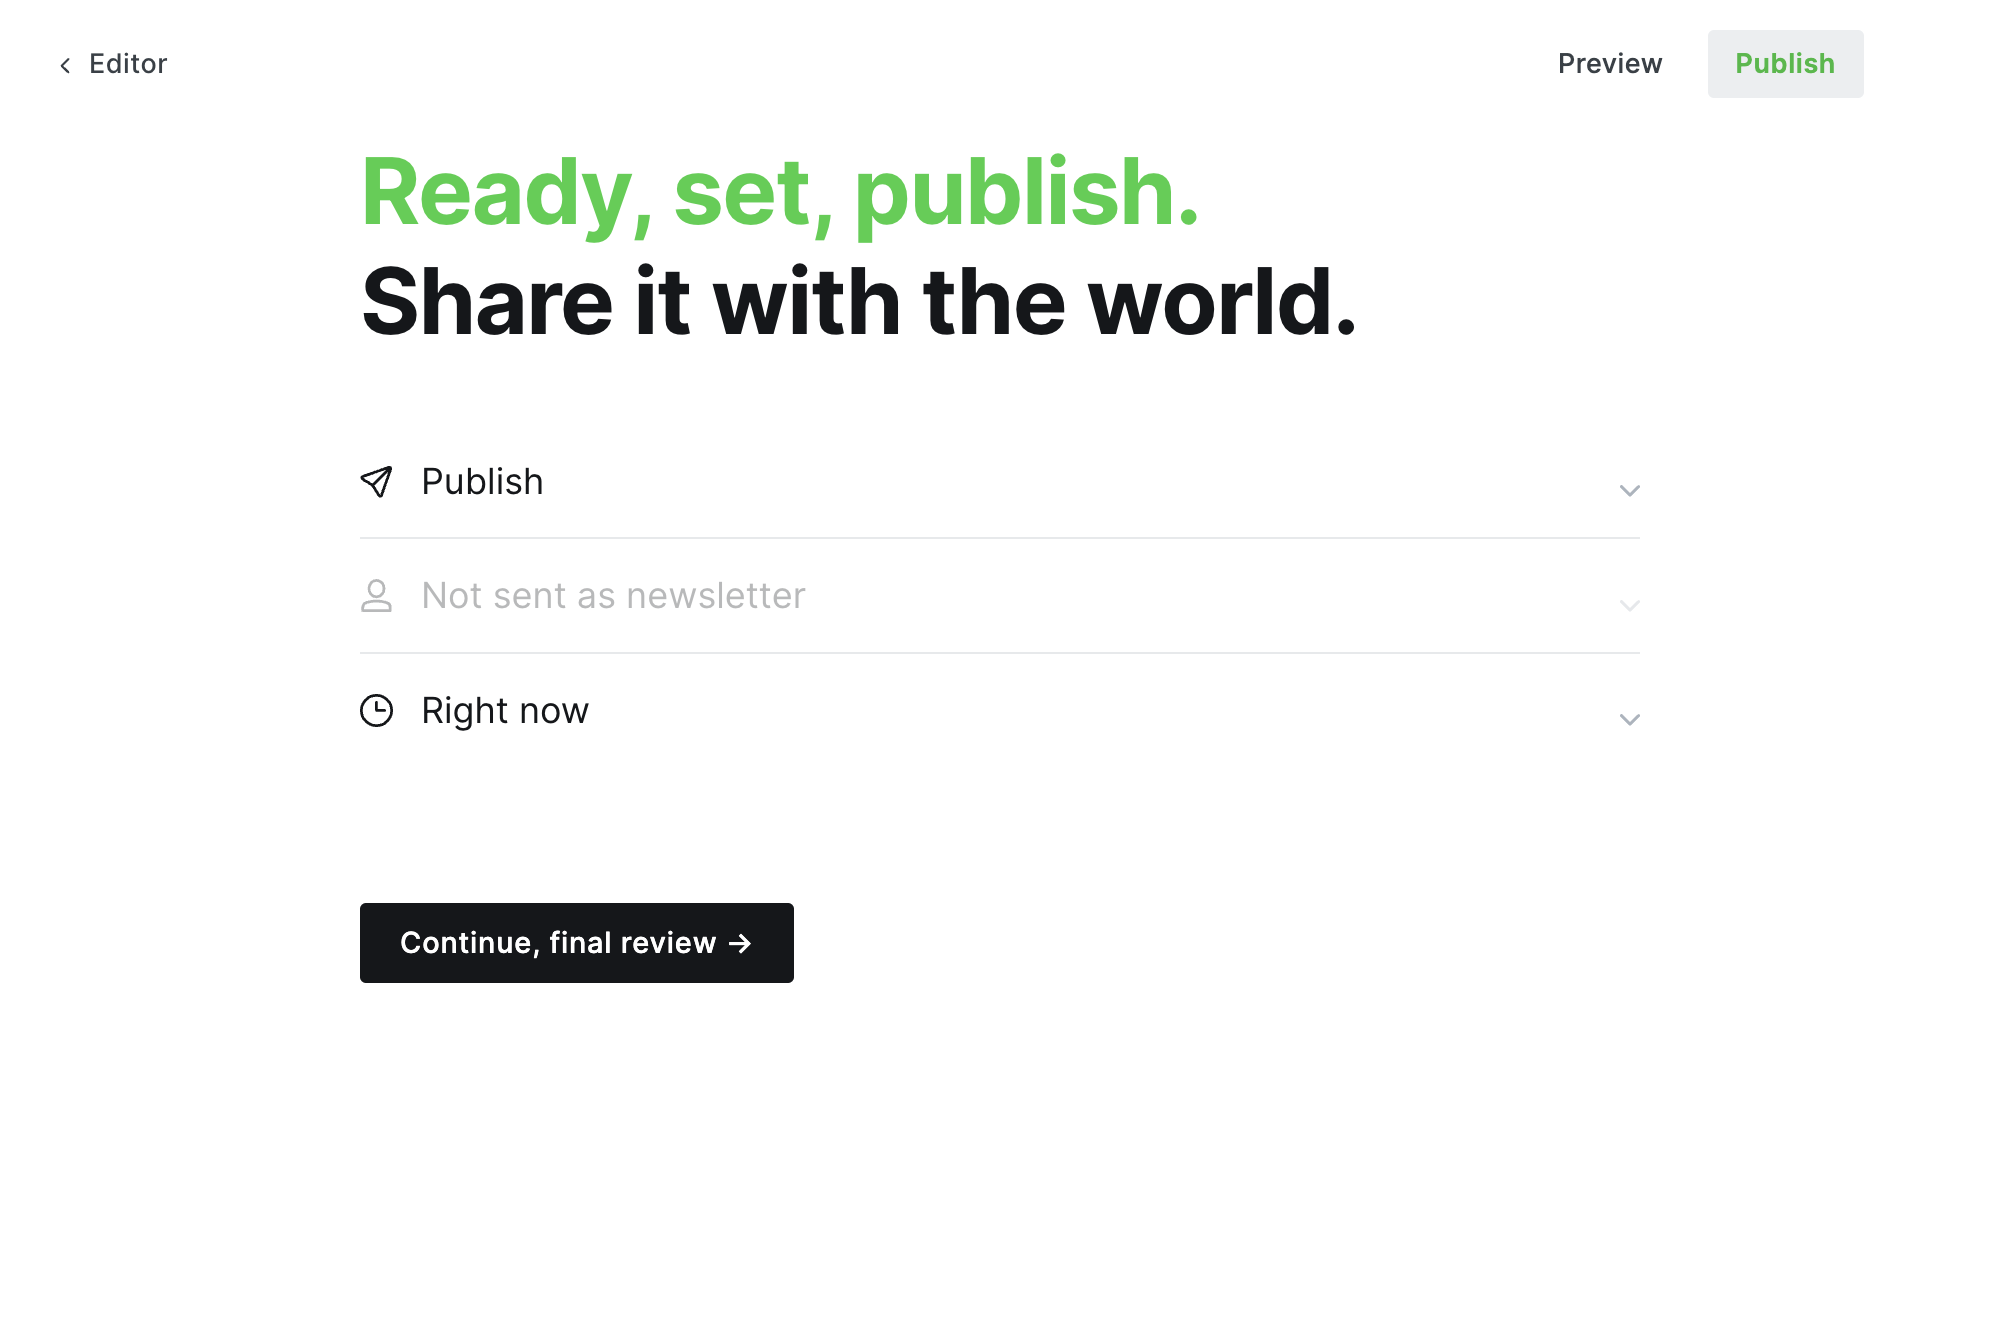 Editor
Preview
Publish
Ready, set, publish.
Share it with the world.
Publish
Not sent as newsletter
Right now
Continue, final review →